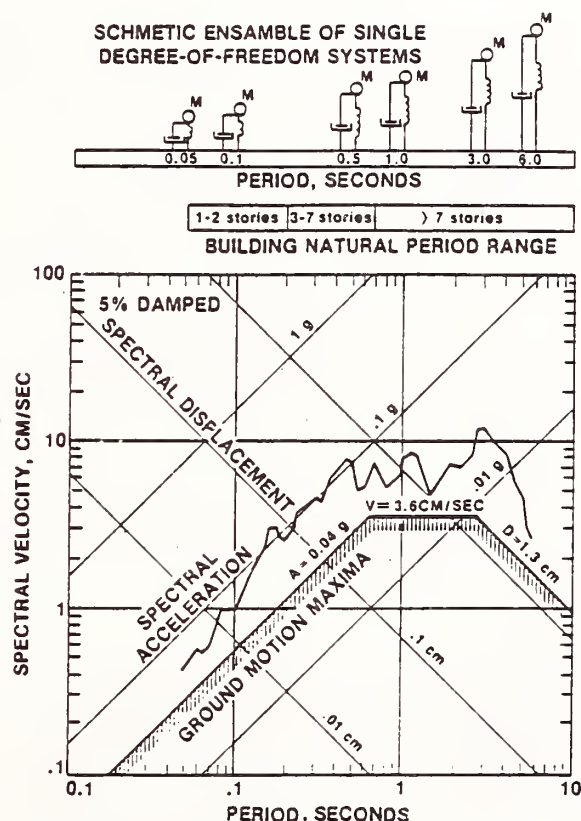 SCHMETIC ENSAMBLE OF SINGLE
DEGREE-OF-FREEDOM SYSTEMS
M M M M M M
0.05 0.1 0.5 1.0 3.0 6.0
PERIOD, SECONDS
1-2 stories 3-7 stories > 7 stories
BUILDING NATURAL PERIOD RANGE
100
5% DAMPED
SPECTRAL DISPLACEMENT
1 g
.1 g
10
.01 g
V = 3.6CM/SEC
A = 0.04 g
D = 1.3 cm
SPECTRAL VELOCITY, CM/SEC
SPECTRAL
ACCELERATION
GROUND MOTION MAXIMA
1
.1 cm
.01 cm
.1
0.1 .1 1 10
PERIOD, SECONDS